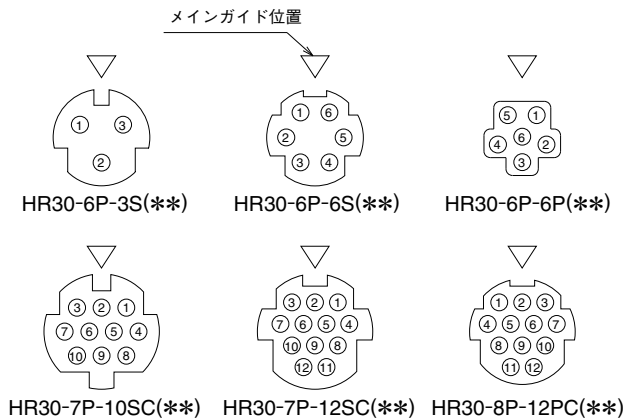 メインガイド位置
1 3
2
HR30-6P-3S(**)
1 6
2 5
3 4
HR30-6P-6S(**)
5 1
4 6 2
3
HR30-6P-6P(**)
3 2 1
7 6 5 4
10 9 8
HR30-7P-10SC(**)
3 2 1
7 6 5 4
10 9 8
12 11
HR30-7P-12SC(**)
1 2 3
4 5 6 7
8 9 10
11 12
HR30-8P-12PC(**)